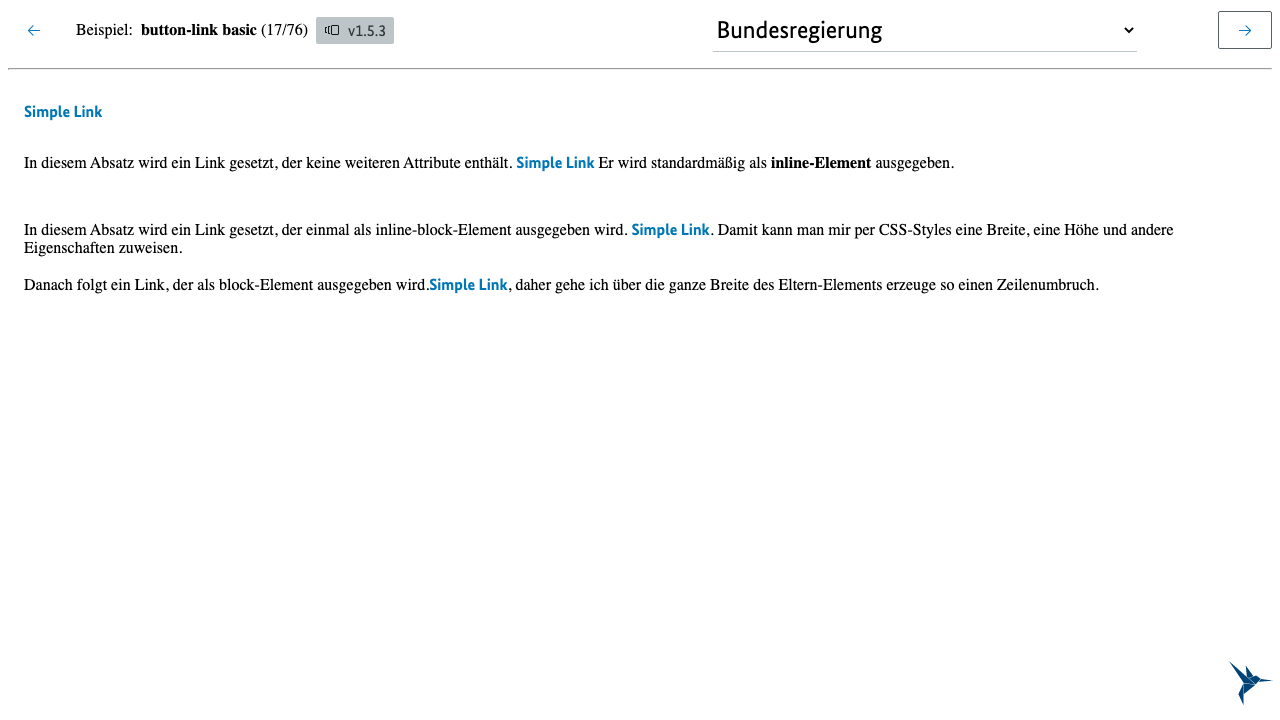 Beispiel: button-link basic (17/76) v1.5.3 Bundesregierung
Simple Link
In diesem Absatz wird ein Link gesetzt, der keine weiteren Attribute enthält. Simple Link Er wird standardmäßig als inline-Element ausgegeben.
In diesem Absatz wird ein Link gesetzt, der einmal als inline-block-Element ausgegeben wird. Simple Link. Damit kann man mir per CSS-Styles eine Breite, eine Höhe und andere
Eigenschaften zuweisen.
Danach folgt ein Link, der als block-Element ausgegeben wird.Simple Link, daher gehe ich über die ganze Breite des Eltern-Elements erzeuge so einen Zeilenumbruch.